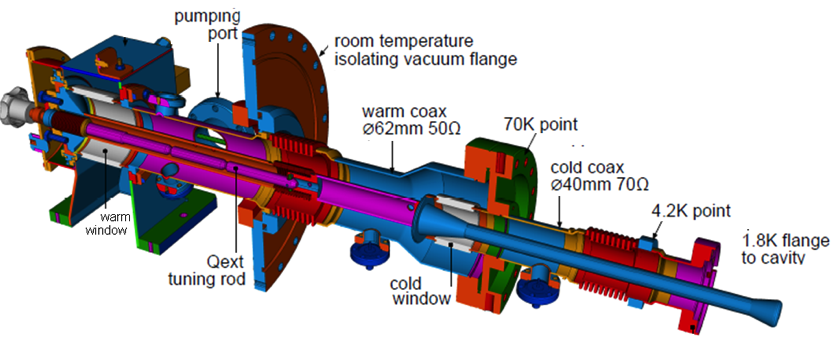 pumping
port
room temperature
isolating vacuum flange
warm coax
Ø62mm 50Ω
70K point
cold coax
Ø40mm 70Ω
4.2K point
1.8K flange
to cavity
warm
window
Qext
tuning rod
cold
window